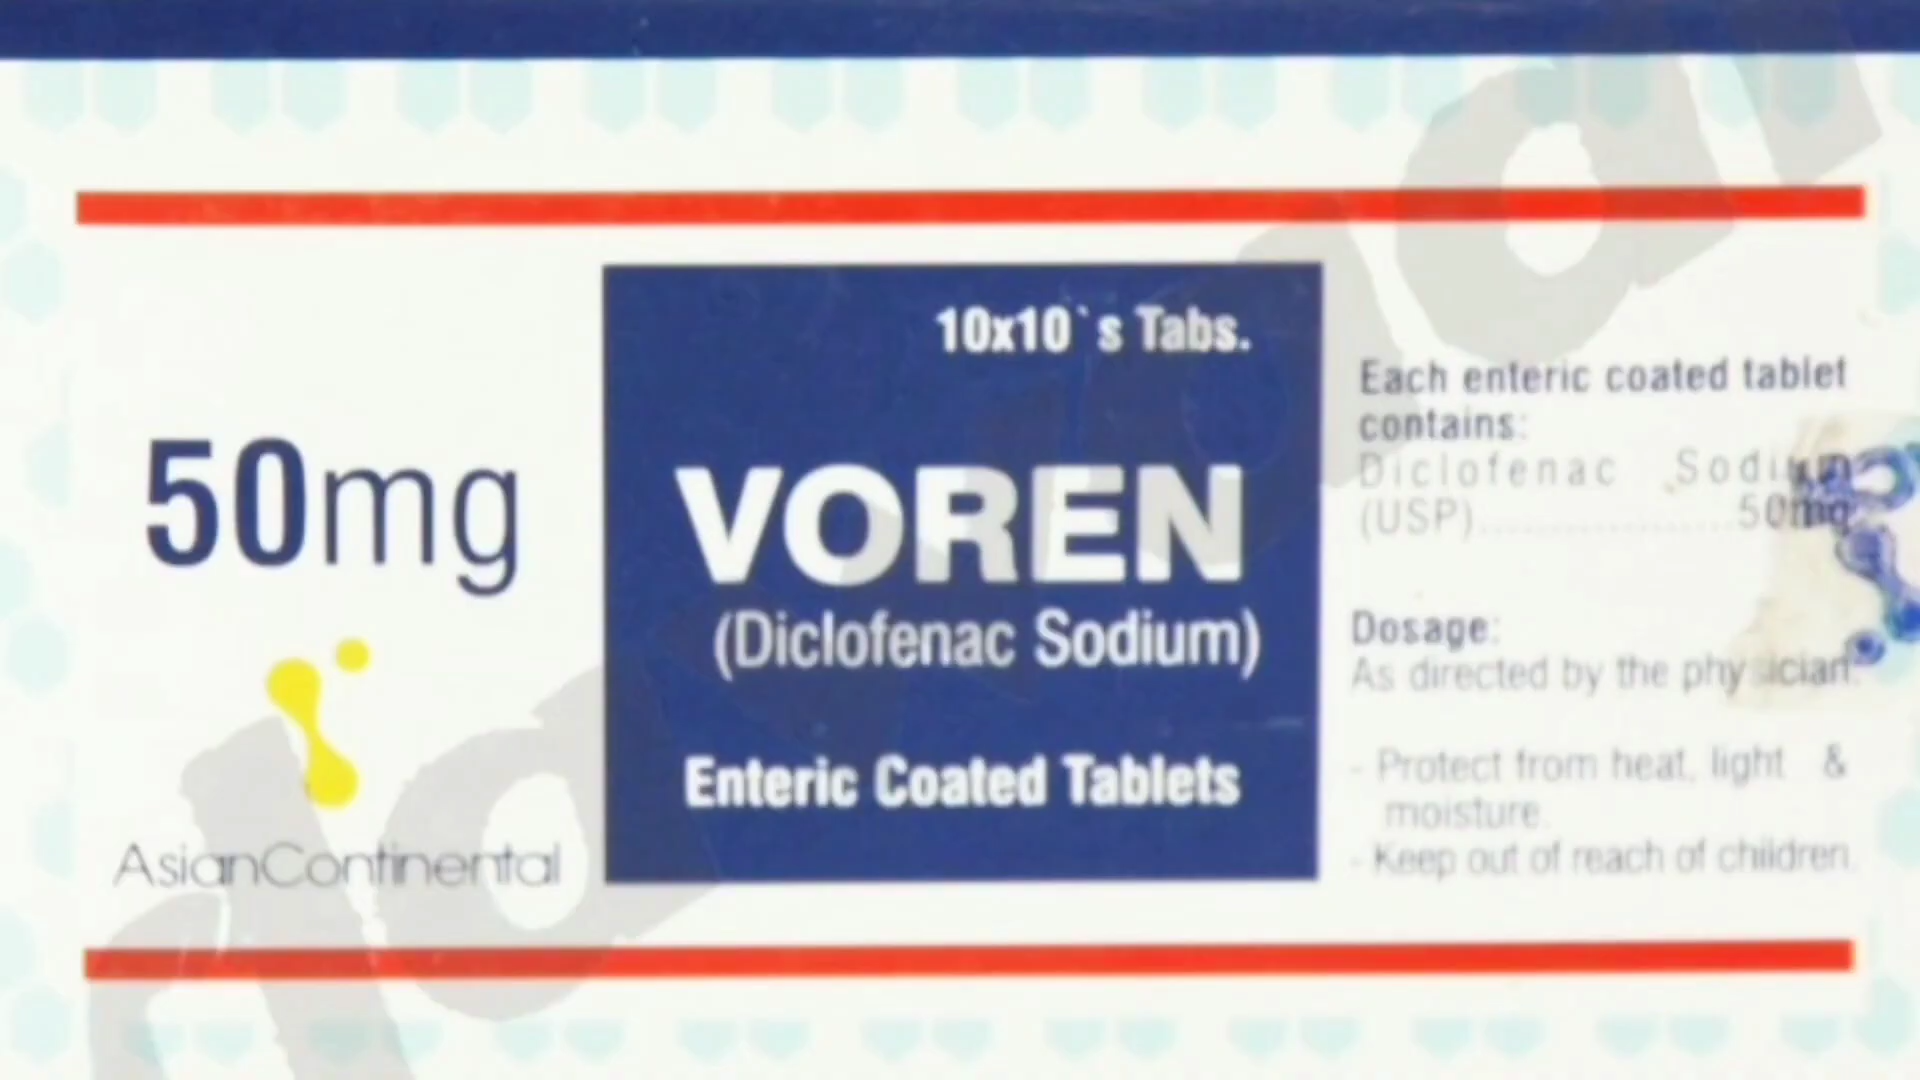 10x10`s Tabs.
50mg
VOREN
(Diclofenac Sodium)
Enteric Coated Tablets
AsianContinental
Each enteric coated tablet
contains:
Diclofenac Sodium
(USP)......................50mg
Dosage:
As directed by the physician.
- Protect from heat, light &
moisture.
- Keep out of reach of children.